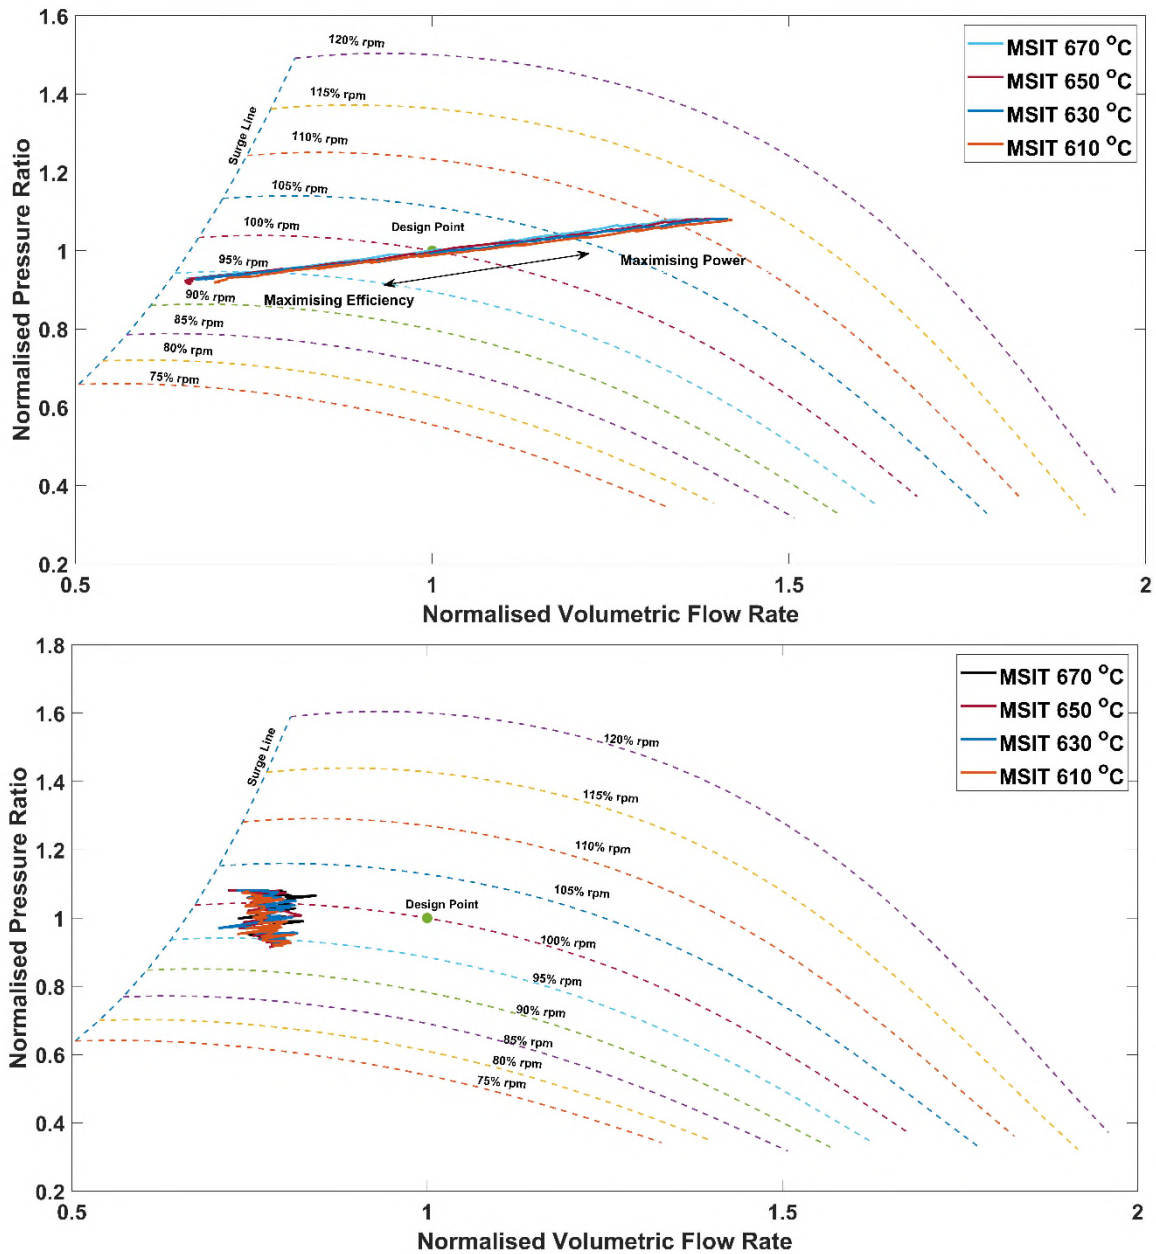 1.6
1.4
1.2
1
0.8
0.6
0.4
0.2
Normalised Pressure Ratio
120% rpm
115% rpm
110% rpm
105% rpm
100% rpm
95% rpm
90% rpm
85% rpm
80% rpm
75% rpm
Surge Line
Design Point
Maximising Power
Maximising Efficiency
MSIT 670 °C
MSIT 650 °C
MSIT 630 °C
MSIT 610 °C
0.5
1
1.5
2
Normalised Volumetric Flow Rate
1.8
1.6
1.4
1.2
1
0.8
0.6
0.4
0.2
Normalised Pressure Ratio
Surge Line
120% rpm
115% rpm
110% rpm
105% rpm
Design Point
100% rpm
95% rpm
90% rpm
85% rpm
80% rpm
75% rpm
MSIT 670 °C
MSIT 650 °C
MSIT 630 °C
MSIT 610 °C
0.5
1
1.5
2
Normalised Volumetric Flow Rate